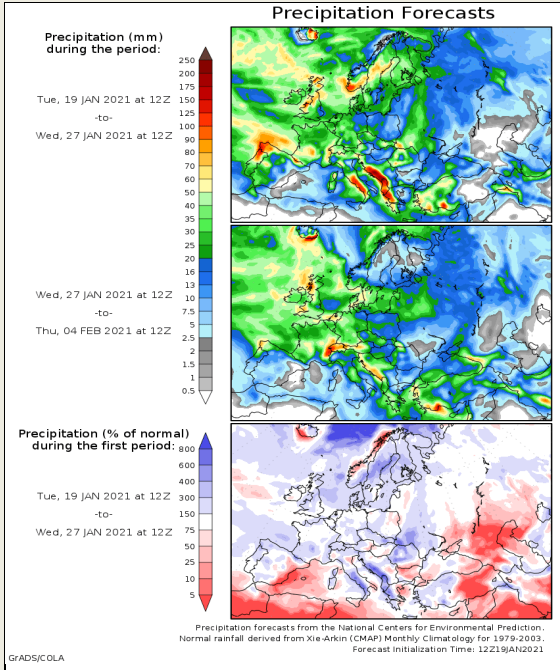 Precipitation Forecasts
Precipitation (mm)
during the period:
Tue, 19 JAN 2021 at 12Z
-to-
Wed, 27 JAN 2021 at 12Z
250
200
175
150
125
100
90
80
70
60
50
40
35
30
25
20
16
13
10
7.5
5
2.5
2
1.5
1
0.5
Wed, 27 JAN 2021 at 12Z
-to-
Thu, 04 FEB 2021 at 12Z
Precipitation (% of normal)
during the first period:
Tue, 19 JAN 2021 at 12Z
-to-
Wed, 27 JAN 2021 at 12Z
800
600
400
300
150
75
50
25
10
5
Precipitation forecasts from the National Centers for Environmental Prediction.
Normal rainfall derived from Xie-Arkin (CMAP) Monthly Climatology for 1979-2003.
Forecast Initialization Time: 12Z19JAN2021
GrADS/COLA